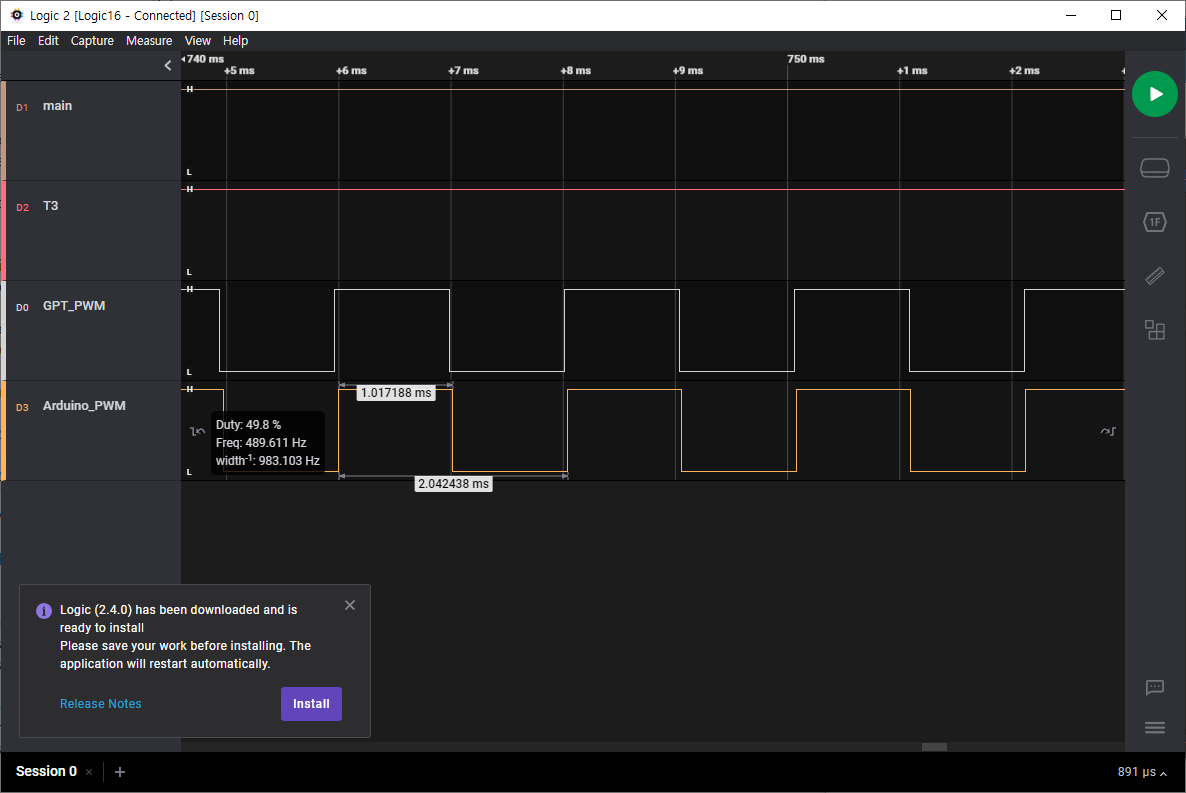 Logic 2 [Logic16 - Connected] [Session 0]
File Edit Capture Measure View Help
740 ms 750 ms
+5 ms +6 ms +7 ms +8 ms +9 ms +1 ms +2 ms
H
D1 main
L
H
D2 T3
L
H
D0 GPT_PWM
L
H
1.017188 ms
D3 Arduino_PWM
Duty: 49.8 %
Freq: 489.611 Hz
width-1: 983.103 Hz
L
2.042438 ms
1F
Logic (2.4.0) has been downloaded and is
ready to install
Please save your work before installing. The
application will restart automatically.
Release Notes Install
Session 0 × + 891 µs